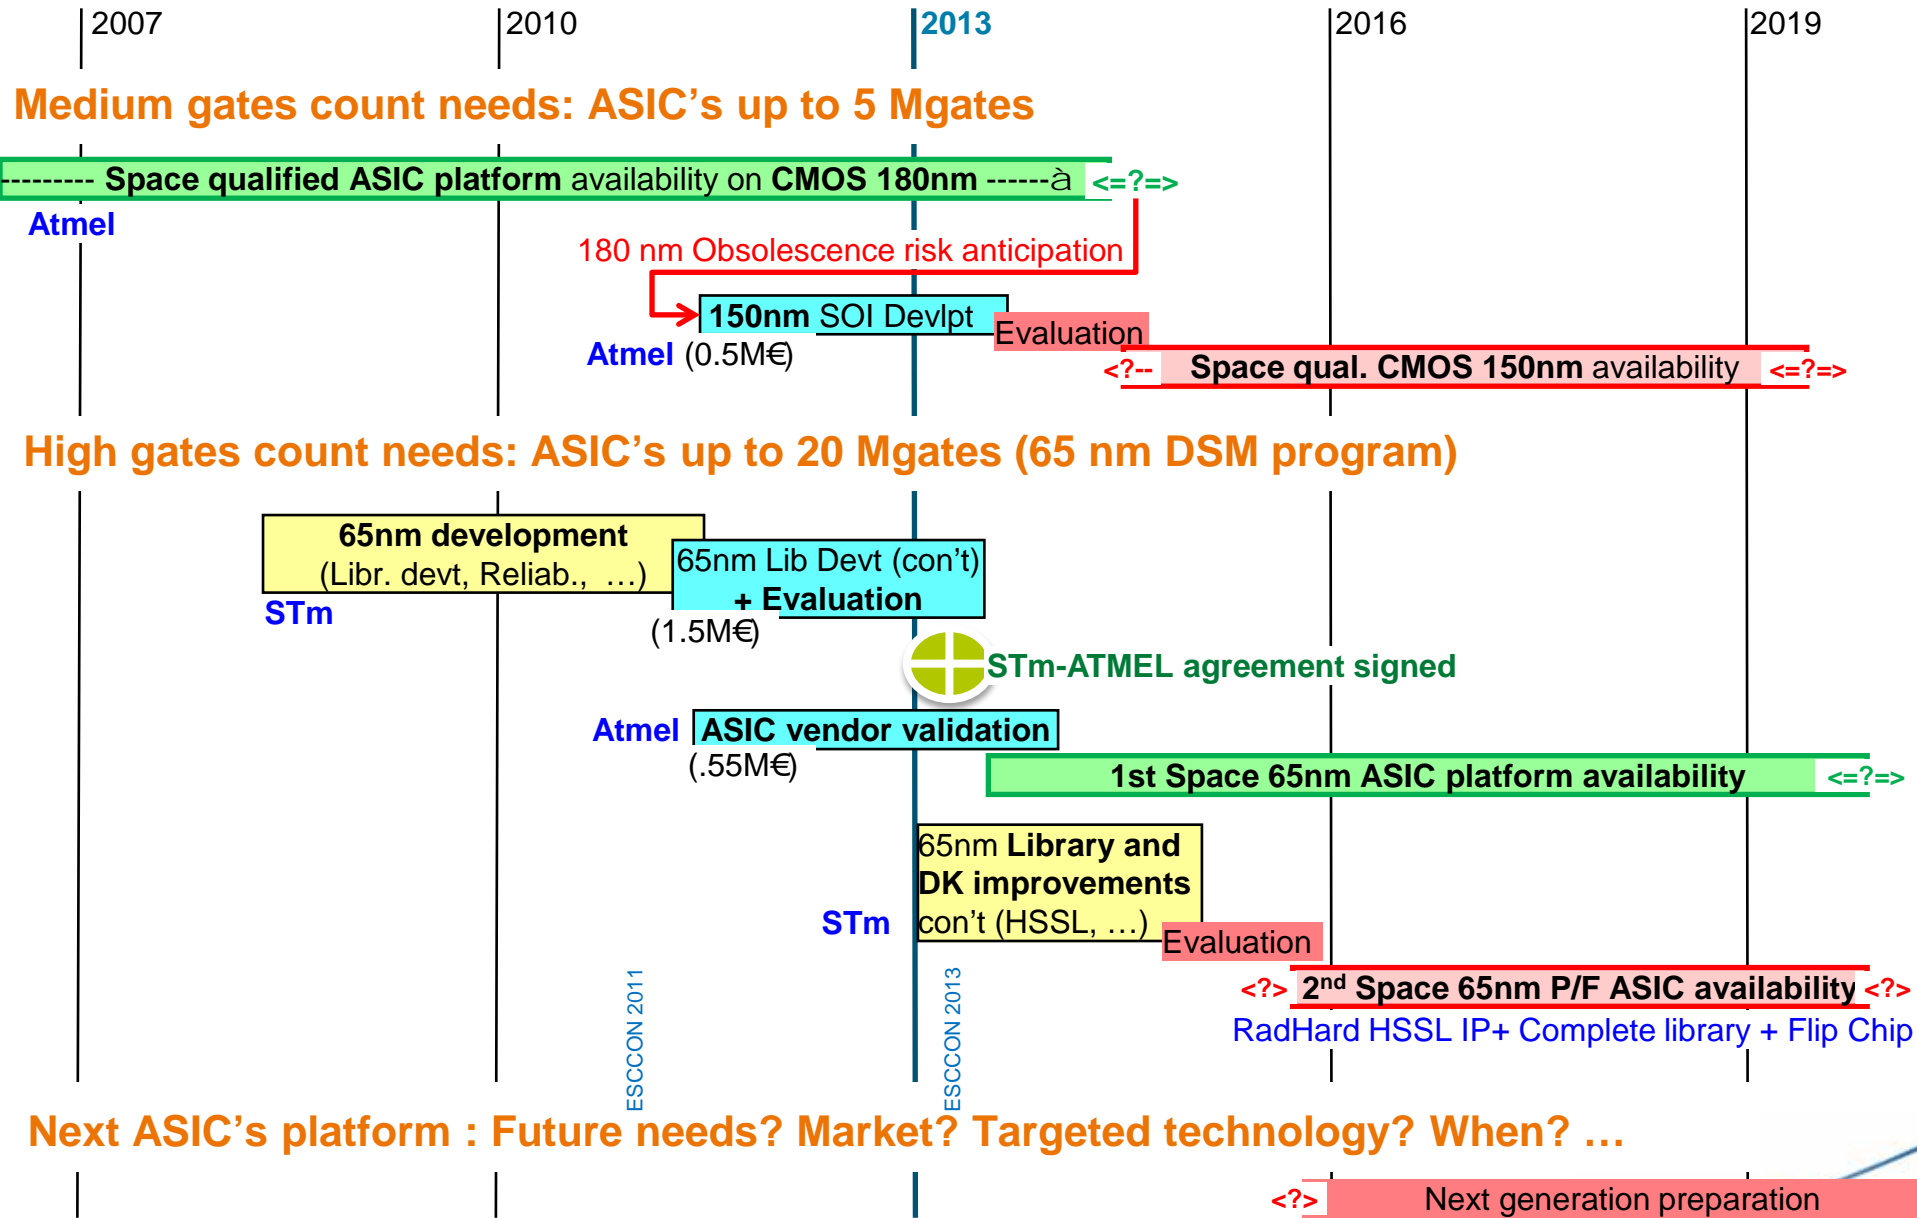 2007 2010 2013 2016 2019
Medium gates count needs: ASIC's up to 5 Mgates
--------- Space qualified ASIC platform availability on CMOS 180nm ------à <=?=>
Atmel
180 nm Obsolescence risk anticipation
150nm SOI Devlpt
Evaluation
Atmel (0.5M€)
<?-- Space qual. CMOS 150nm availability <=?=>
High gates count needs: ASIC's up to 20 Mgates (65 nm DSM program)
65nm development
(Libr. devt, Reliab., …)
STm
65nm Lib Devt (con't)
+ Evaluation
(1.5M€)
STm-ATMEL agreement signed
Atmel ASIC vendor validation
(.55M€)
1st Space 65nm ASIC platform availability <=?=>
65nm Library and
DK improvements
con't (HSSL, …)
STm
Evaluation
<?> 2nd Space 65nm P/F ASIC availability <?>
RadHard HSSL IP+ Complete library + Flip Chip
ESCCON 2011
ESCCON 2013
Next ASIC's platform : Future needs? Market? Targeted technology? When? …
<?> Next generation preparation